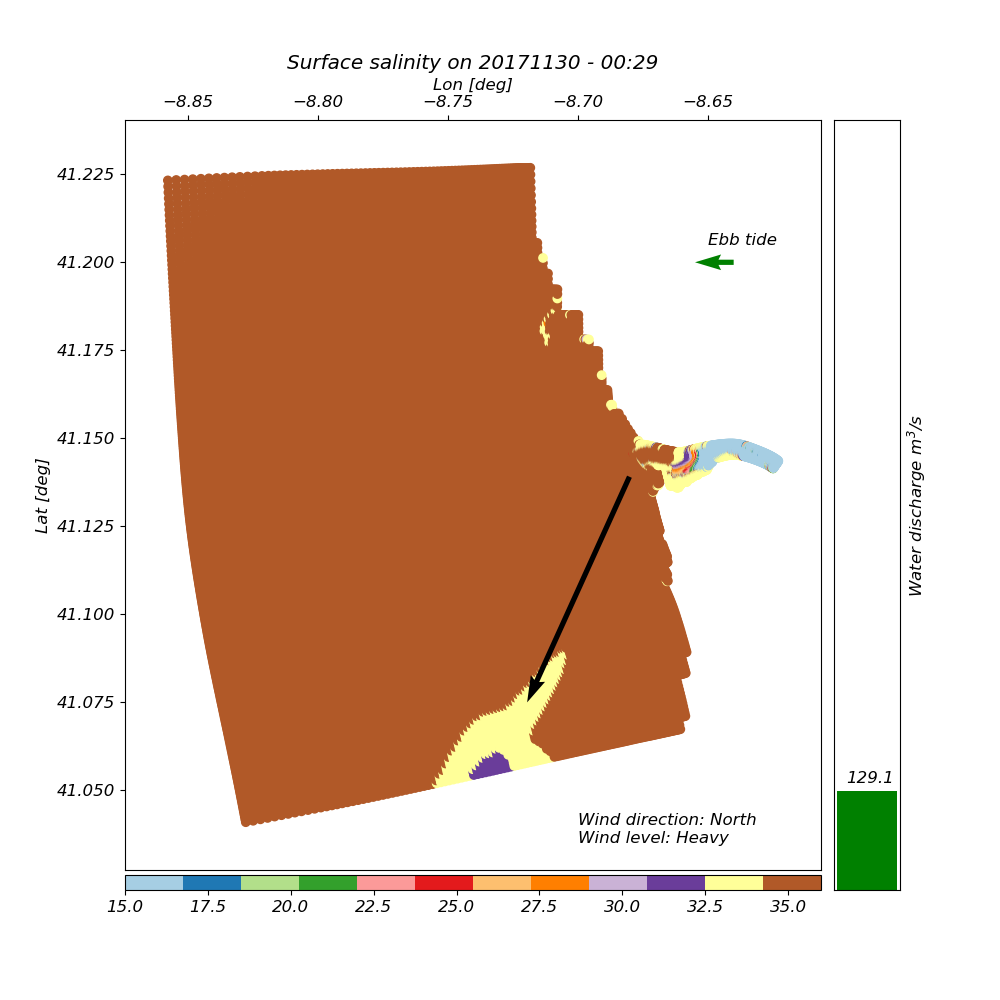 Surface salinity on 20171130 - 00:29
Lon [deg]
−8.85 −8.80 −8.75 −8.70 −8.65
41.225
Ebb tide
41.200
41.175
41.150
41.125
41.100
41.075
41.050
Lat [deg]
Water discharge m³/s
129.1
Wind direction: North
Wind level: Heavy
15.0 17.5 20.0 22.5 25.0 27.5 30.0 32.5 35.0